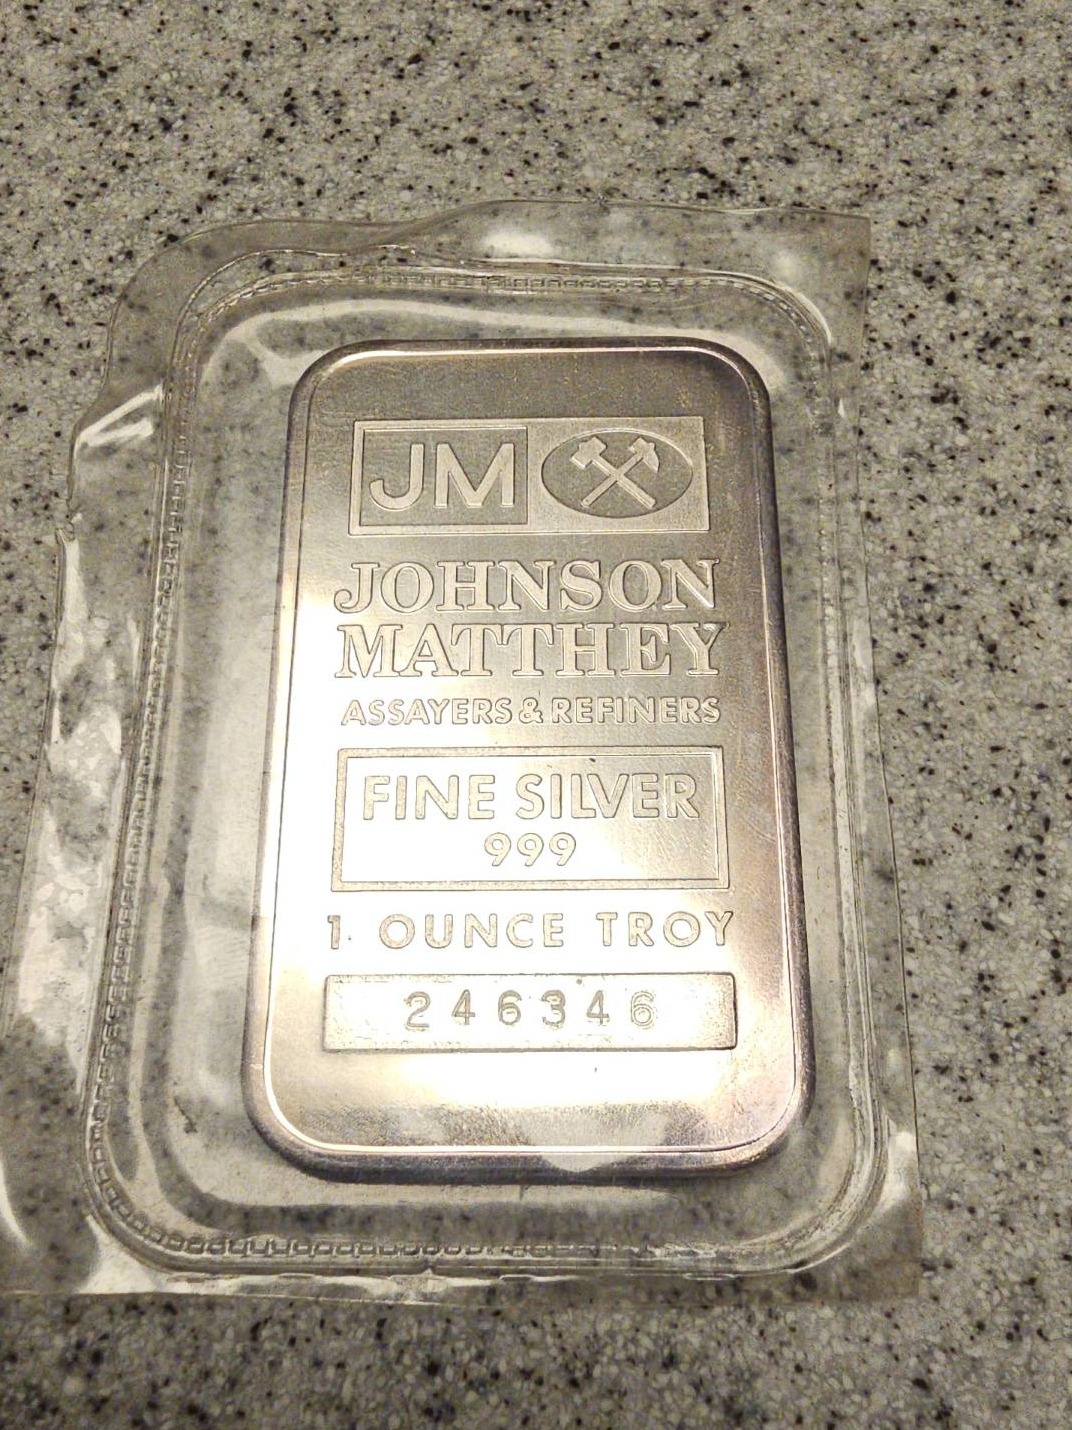 JM
JOHNSON
MATTHEY
ASSAYERS & REFINERS
FINE SILVER
999
1 OUNCE TROY
246346